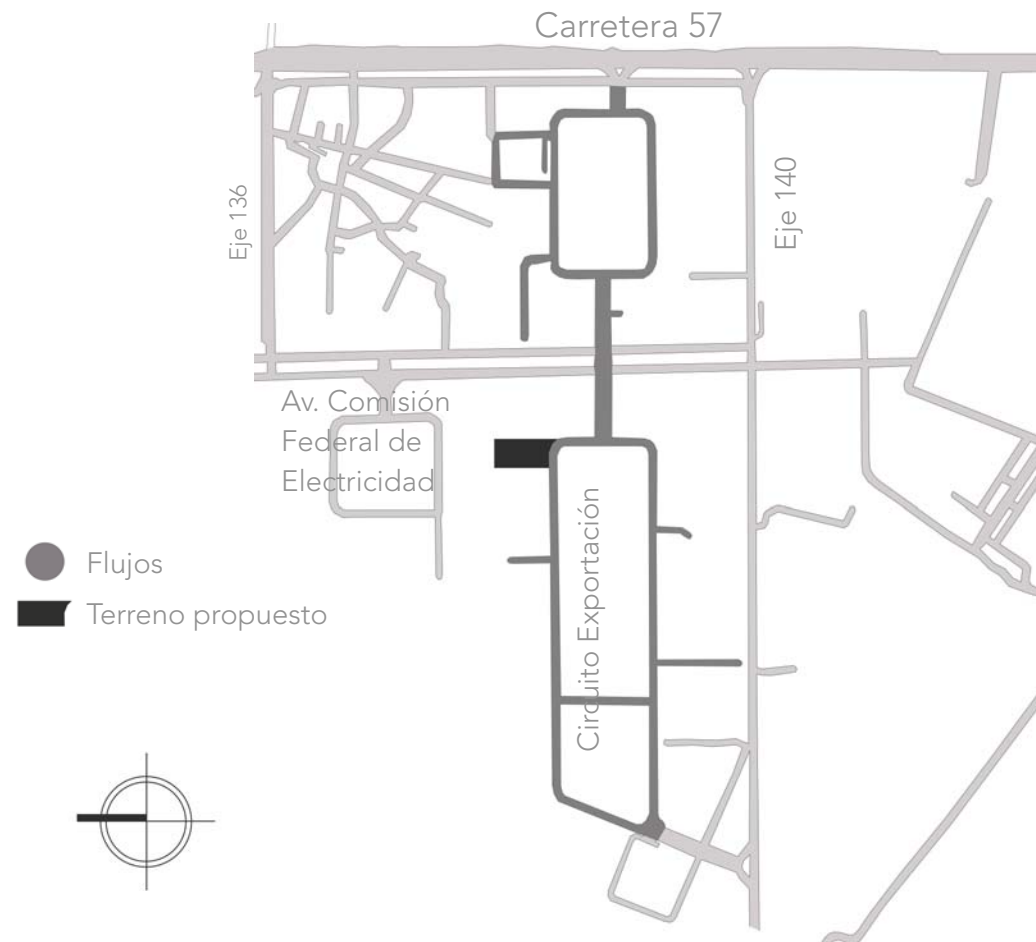 Carretera 57
Eje 136
Eje 140
Av. Comisión
Federal de
Electricidad
Circuito Exportación
Flujos
Terreno propuesto